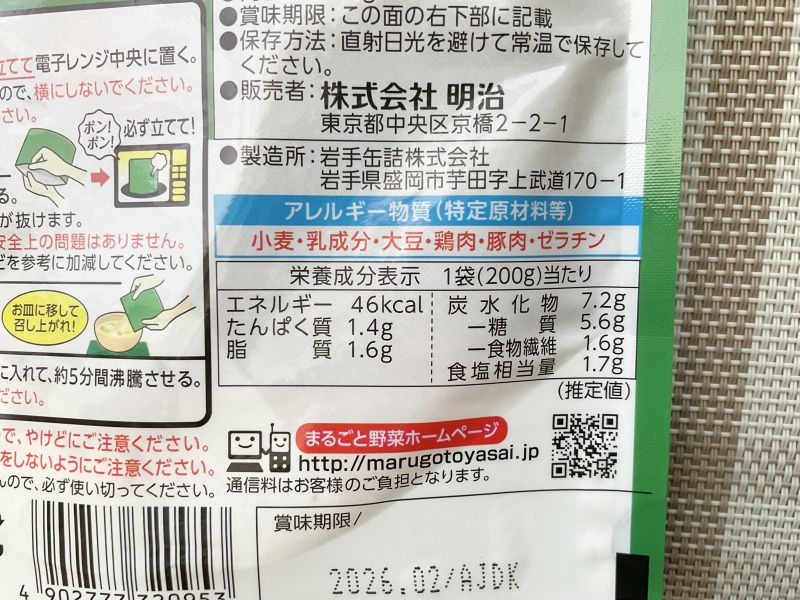 ●賞味期限：この面の右下部に記載
●保存方法：直射日光を避けて常温で保存して
ください。
●販売者：株式会社 明治
東京都中央区京橋2-2-1
●製造所：岩手缶詰株式会社
岩手県盛岡市芋田字上武道170-1
アレルギー物質（特定原材料等）
小麦・乳成分・大豆・鶏肉・豚肉・ゼラチン
栄養成分表示 1袋(200g)当たり
エネルギー 46kcal
たんぱく質 1.4g
脂質 1.6g
炭水化物 7.2g
－糖質 5.6g
－食物繊維 1.6g
食塩相当量 1.7g
(推定値)
まるごと野菜ホームページ
http://marugotoyasai.jp
通信料はお客様のご負担となります。
賞味期限/
2026.02/AJDK
立てて電子レンジ中央に置く。
ので、横にしないでください。
さい。
ポン!
ポン!
必ず立てて!
る。
が抜けます。
安全上の問題はありません。
どを参考に加減してください。
お皿に移して
召し上がれ!
に入れて、約5分間沸騰させる。
ださい。
で、やけどにご注意ください。
をしないようにご注意ください。
んので、必ず使い切ってください。
4 902777 320953